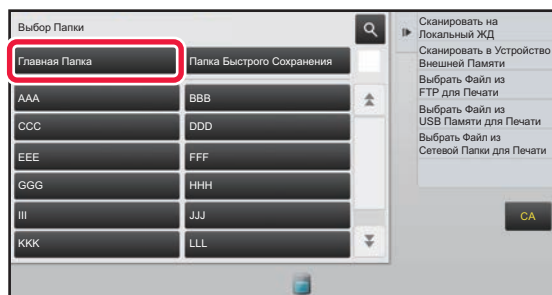 Выбор Папки
Главная Папка
Папка Быстрого Сохранения
AAA
BBB
CCC
DDD
EEE
FFF
GGG
HHH
III
JJJ
KKK
LLL
Сканировать на
Локальный ЖД
Сканировать в Устройство
Внешней Памяти
Выбрать Файл из
FTP для Печати
Выбрать Файл из
USB Памяти для Печати
Выбрать Файл из
Сетевой Папки для Печати
CA